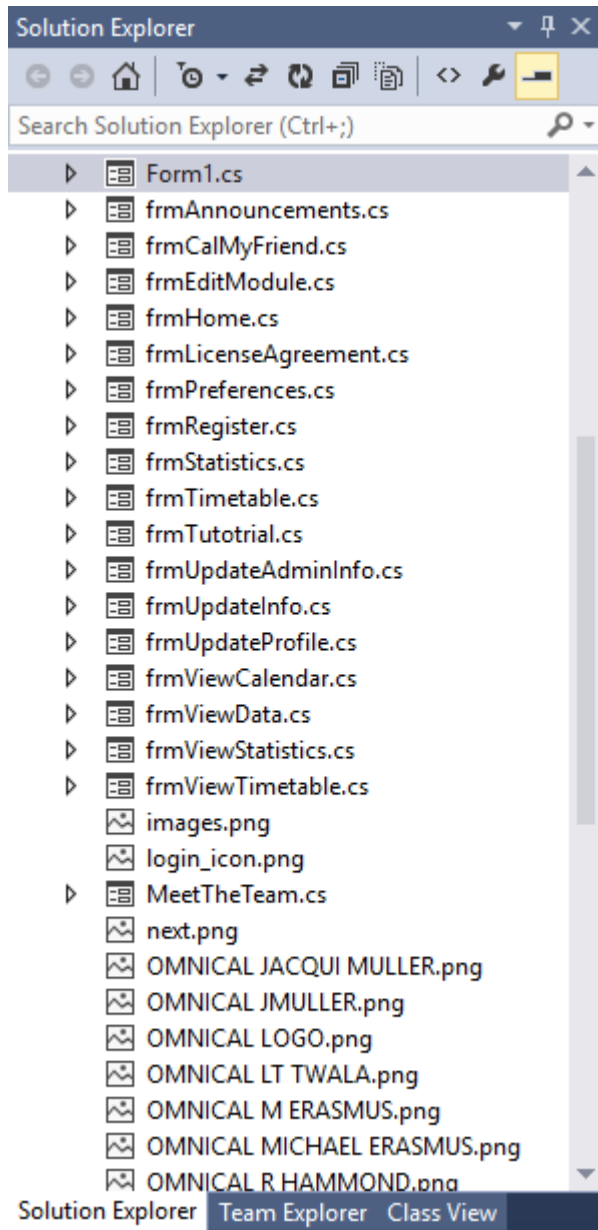 Solution Explorer
Search Solution Explorer (Ctrl+;)
Form1.cs
frmAnnouncements.cs
frmCalMyFriend.cs
frmEditModule.cs
frmHome.cs
frmLicenseAgreement.cs
frmPreferences.cs
frmRegister.cs
frmStatistics.cs
frmTimetable.cs
frmTutotrial.cs
frmUpdateAdminInfo.cs
frmUpdateInfo.cs
frmUpdateProfile.cs
frmViewCalendar.cs
frmViewData.cs
frmViewStatistics.cs
frmViewTimetable.cs
images.png
login_icon.png
MeetTheTeam.cs
next.png
OMNICAL JACQUI MULLER.png
OMNICAL JMULLER.png
OMNICAL LOGO.png
OMNICAL LT TWALA.png
OMNICAL M ERASMUS.png
OMNICAL MICHAEL ERASMUS.png
OMNICAL R HAMMOND.png
Solution Explorer Team Explorer Class View